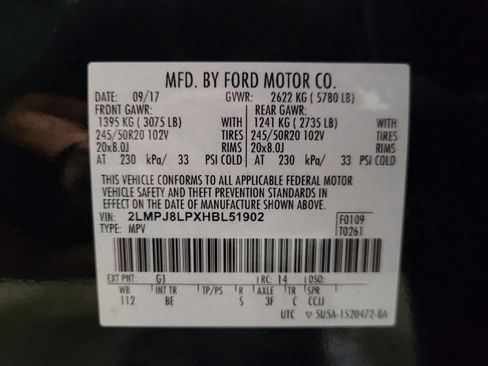 MFD. BY FORD MOTOR CO.
DATE: 09/17 GVWR: 2622 KG ( 5780 LB)
FRONT GAWR: REAR GAWR:
1395 KG ( 3075 LB) WITH 1241 KG ( 2735 LB) WITH
245/50R20 102V TIRES 245/50R20 102V TIRES
20x8.0J RIMS 20x8.0J RIMS
AT 230 kPa/ 33 PSI COLD AT 230 kPa/ 33 PSI COLD
THIS VEHICLE CONFORMS TO ALL APPLICABLE FEDERAL MOTOR
VEHICLE SAFETY AND THEFT PREVENTION STANDARDS IN
EFFECT ON THE DATE OF MANUFACTURE SHOWN ABOVE.
VIN: 2LMPJ8LPXHBL51902 F0109
TYPE: MPV T0261
EXT PNT: G1 RC: 14 DSO:
WB INT TR TP/PS R AXLE TR SPR
112 BE S 3F C CCJJ
UTC 5U5A-1520472-BA